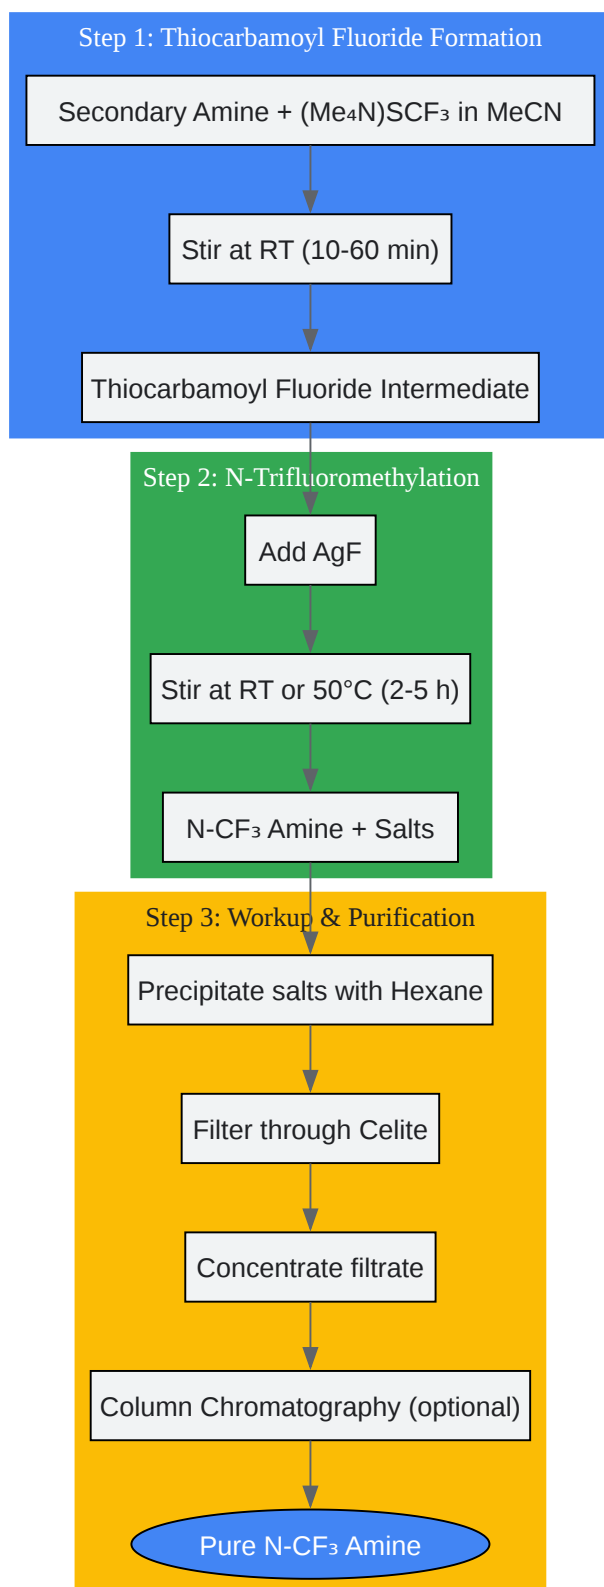 Step 1: Thiocarbamoyl Fluoride Formation
Secondary Amine + (Me₄N)SCF₃ in MeCN
Stir at RT (10-60 min)
Thiocarbamoyl Fluoride Intermediate
Step 2: N-Trifluoromethylation
Add AgF
Stir at RT or 50°C (2-5 h)
N-CF₃ Amine + Salts
Step 3: Workup & Purification
Precipitate salts with Hexane
Filter through Celite
Concentrate filtrate
Column Chromatography (optional)
Pure N-CF₃ Amine